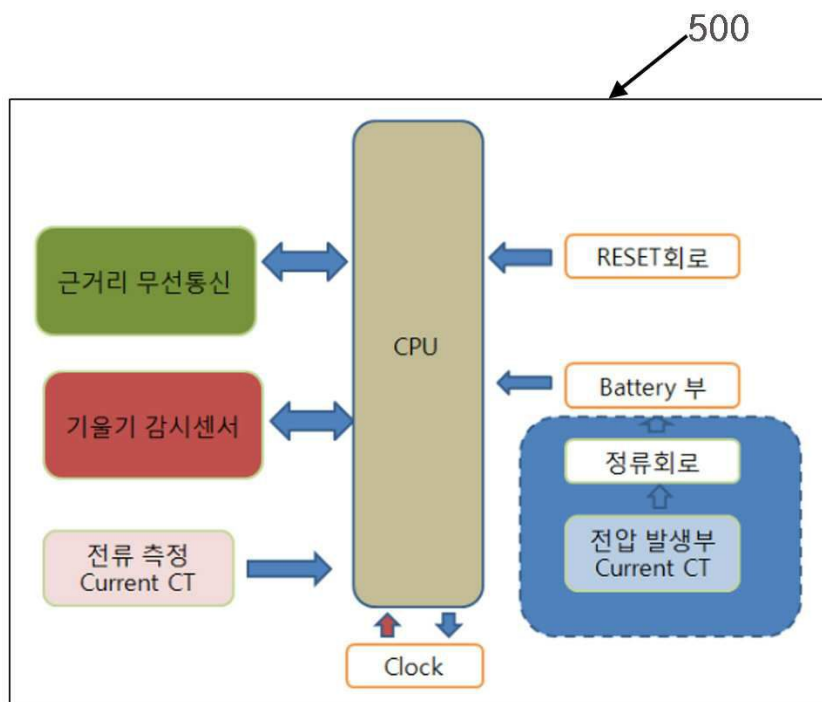 500
근거리 무선통신
기울기 감시센서
전류 측정
Current CT
CPU
RESET회로
Battery 부
정류회로
전압 발생부
Current CT
Clock